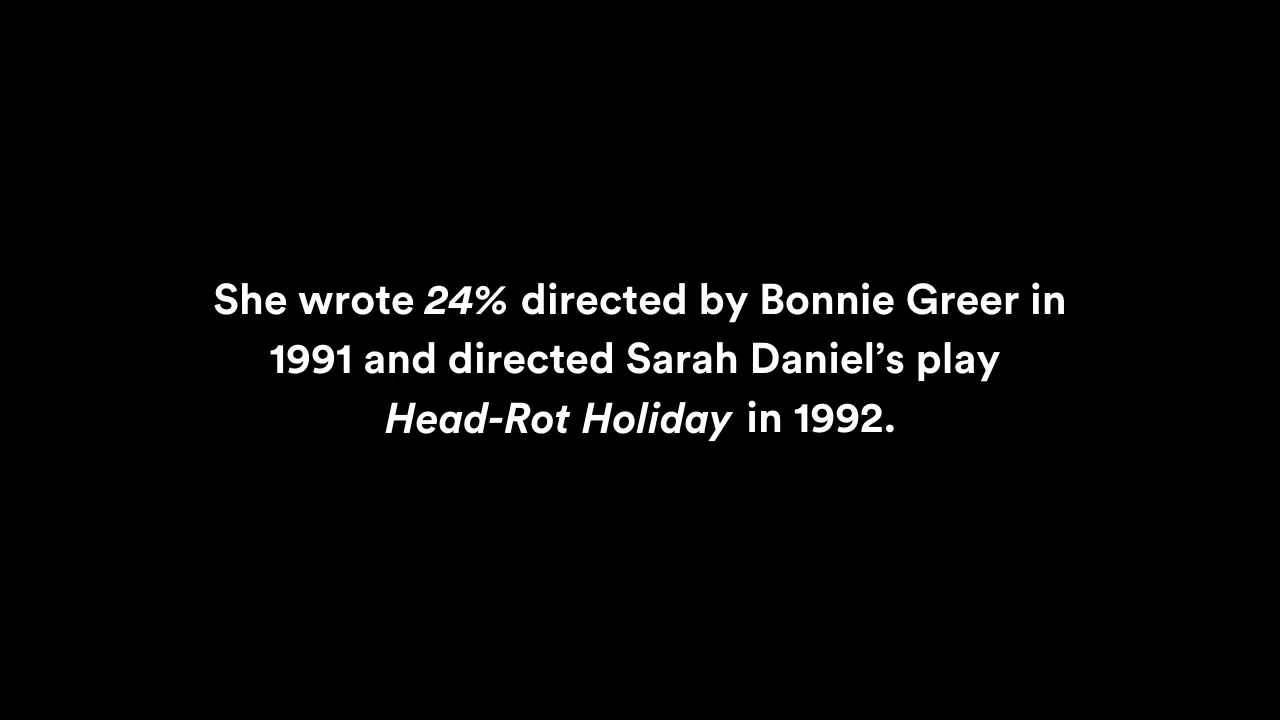 She wrote 24% directed by Bonnie Greer in
1991 and directed Sarah Daniel’s play
Head-Rot Holiday in 1992.